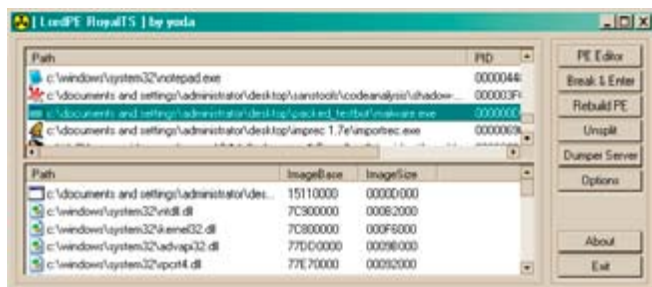 [ LordPE RoyalTS ] by yoda
Path PID
c:\windows\system32\notepad.exe
c:\documents and settings\administrator\desktop\sanstools\codeanalysis\shadow-...
c:\documents and settings\administrator\desktop\packed_testbut\malware.exe
c:\documents and settings\administrator\desktop\imprec 1.7e\importrec.exe
Path ImageBase ImageSize
c:\documents and settings\administrator\des... 15110000 0000D000
c:\windows\system32\ntdll.dll 7C900000 000B2000
c:\windows\system32\kernel32.dll 7C800000 000F6000
c:\windows\system32\advapi32.dll 77DD0000 0009B000
c:\windows\system32\rpcrt4.dll 77E70000 00092000
PE Editor
Break & Enter
Rebuild PE
Unsplit
Dumper Server
Options
About
Exit